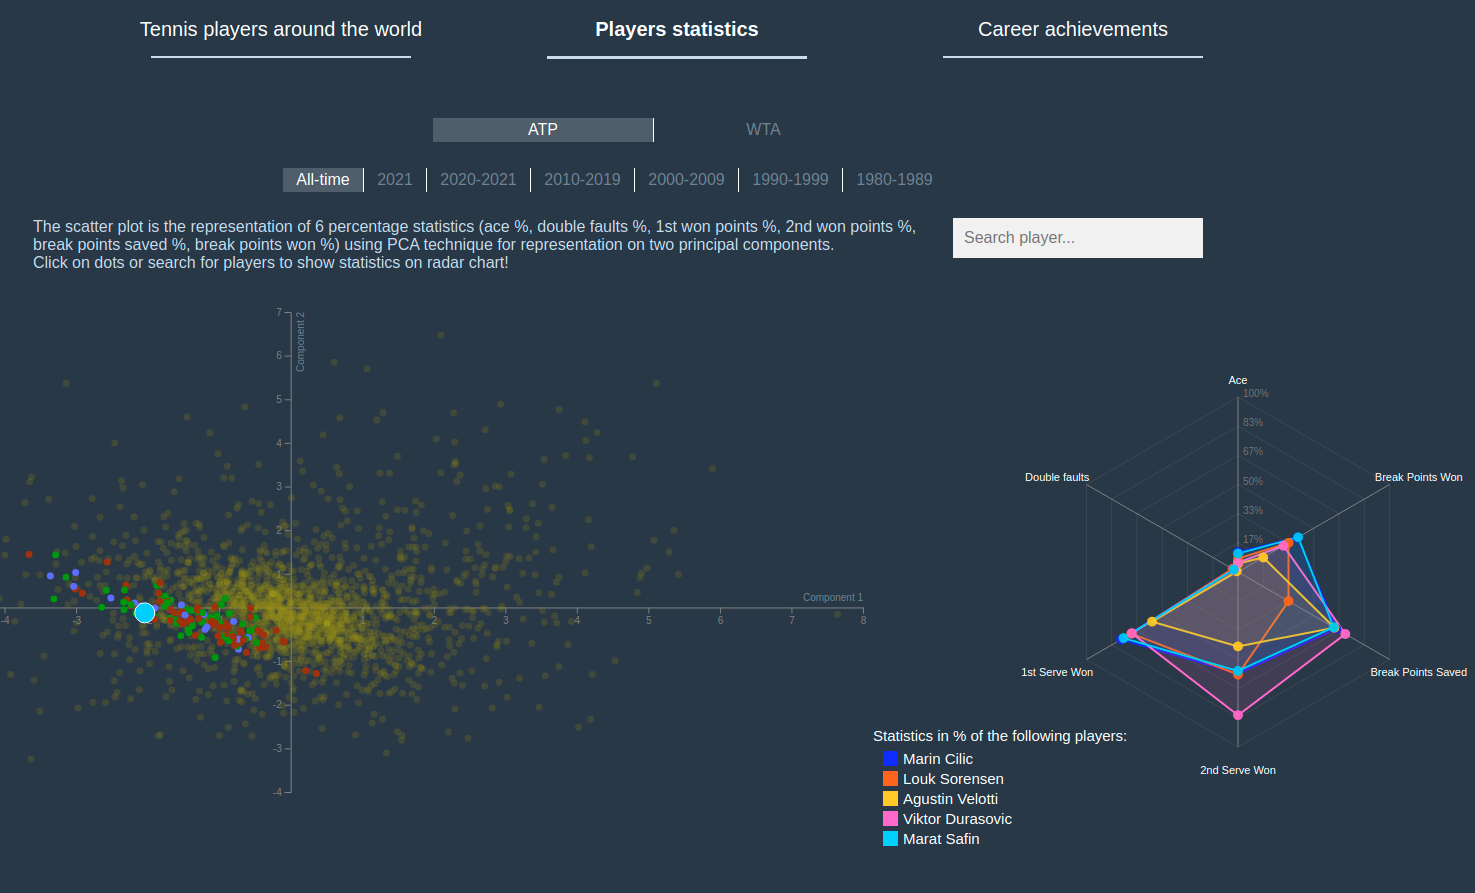 Tennis players around the world
Players statistics
Career achievements
ATP
WTA
All-time
2021
2020-2021
2010-2019
2000-2009
1990-1999
1980-1989
The scatter plot is the representation of 6 percentage statistics (ace %, double faults %, 1st won points %, 2nd won points %,
break points saved %, break points won %) using PCA technique for representation on two principal components.
Click on dots or search for players to show statistics on radar chart!
Search player...
7
6
5
4
3
2
1
-1
-2
-3
-4
Component 2
Component 1
-4
-3
1
2
3
4
5
6
7
8
Ace
100%
83%
67%
50%
33%
17%
Double faults
Break Points Won
1st Serve Won
Break Points Saved
2nd Serve Won
Statistics in % of the following players:
Marin Cilic
Louk Sorensen
Agustin Velotti
Viktor Durasovic
Marat Safin